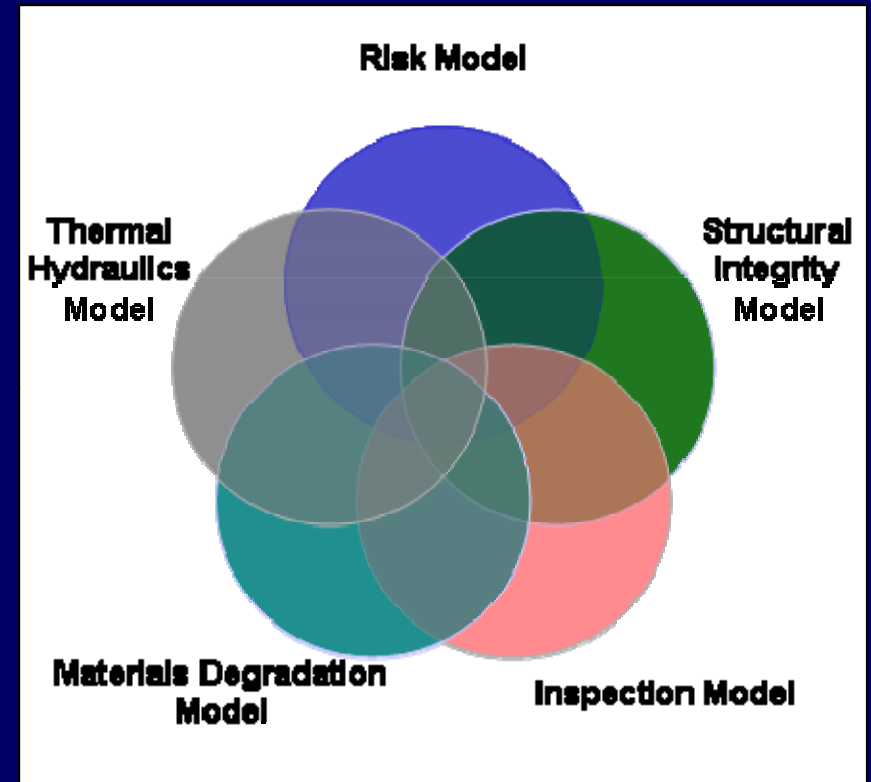 Risk Model
Thermal
Hydraulics
Model
Structural
Integrity
Model
Materials Degradation
Model
Inspection Model